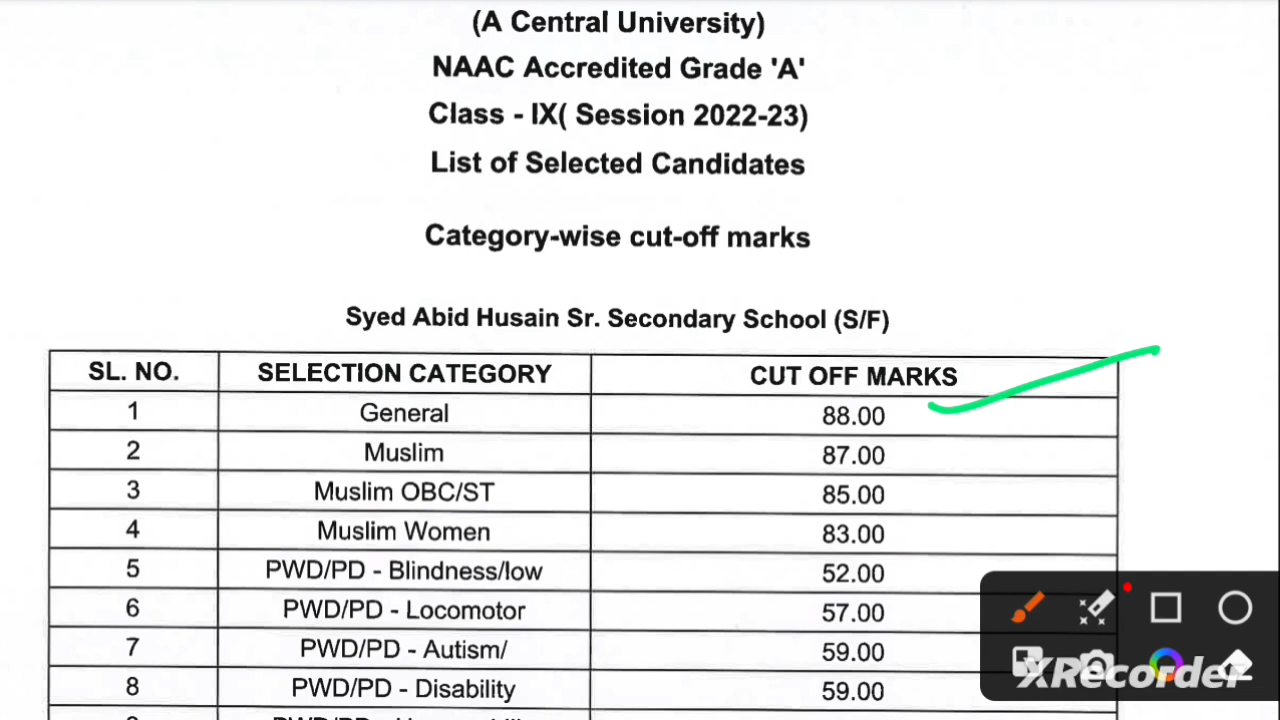 (A Central University)
NAAC Accredited Grade 'A'
Class - IX( Session 2022-23)
List of Selected Candidates
Category-wise cut-off marks
Syed Abid Husain Sr. Secondary School (S/F)
SL. NO. SELECTION CATEGORY CUT OFF MARKS
1 General 88.00
2 Muslim 87.00
3 Muslim OBC/ST 85.00
4 Muslim Women 83.00
5 PWD/PD - Blindness/low 52.00
6 PWD/PD - Locomotor 57.00
7 PWD/PD - Autism/ 59.00
8 PWD/PD - Disability 59.00
XRecorder